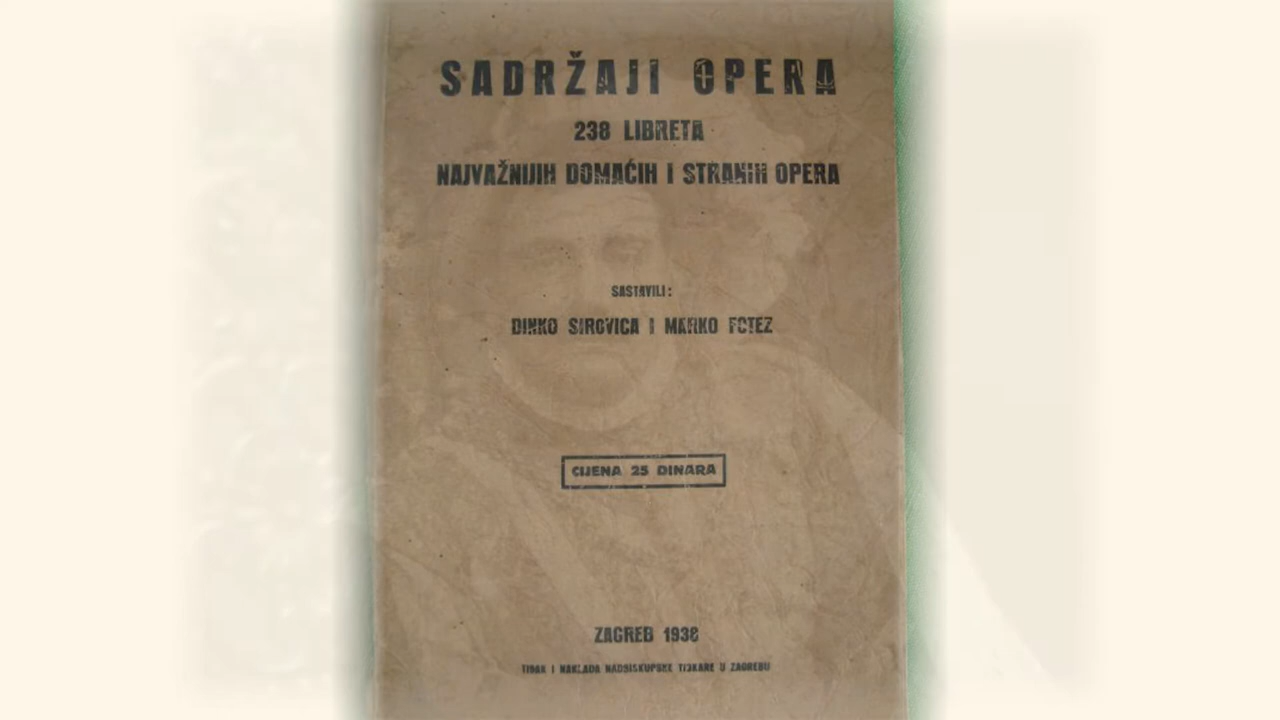 SADRŽAJI OPERA
238 LIBRETA
NAJVAŽNIJIH DOMAĆIH I STRANIH OPERA
SASTAVILI:
DINKO SIROVICA I MARKO FOTEZ
CIJENA 25 DINARA
ZAGREB 1938
TISAK I NAKLADA NADBISKUPSKE TISKARE U ZAGREBU